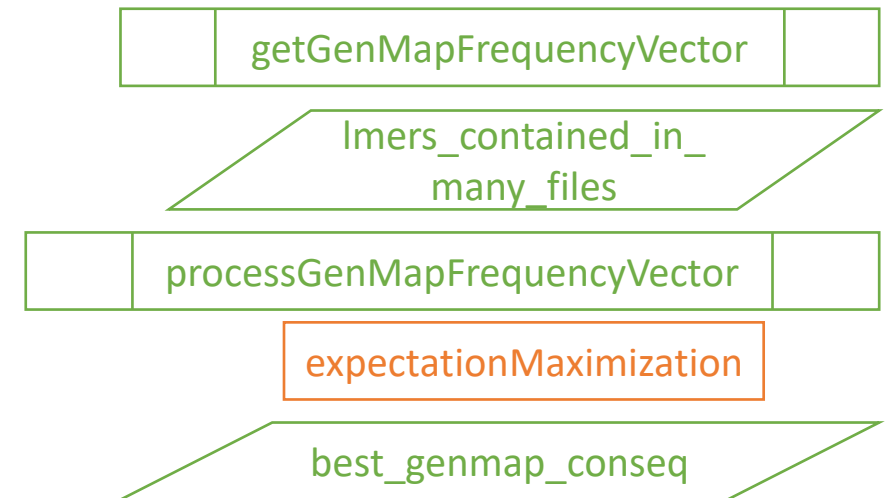 getGenMapFrequencyVector
lmers_contained_in_
many_files
processGenMapFrequencyVector
expectationMaximization
best_genmap_conseq